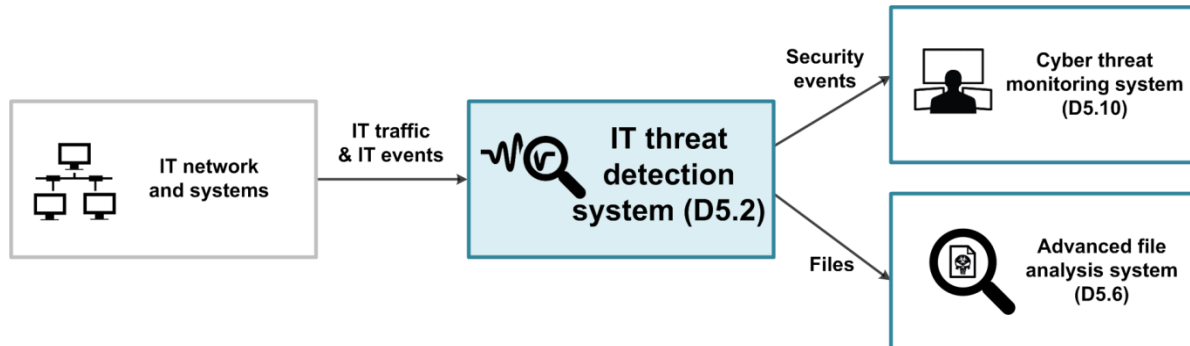 IT network
and systems
IT traffic
& IT events
IT threat
detection
system (D5.2)
Security
events
Files
Cyber threat
monitoring system
(D5.10)
Advanced file
analysis system
(D5.6)